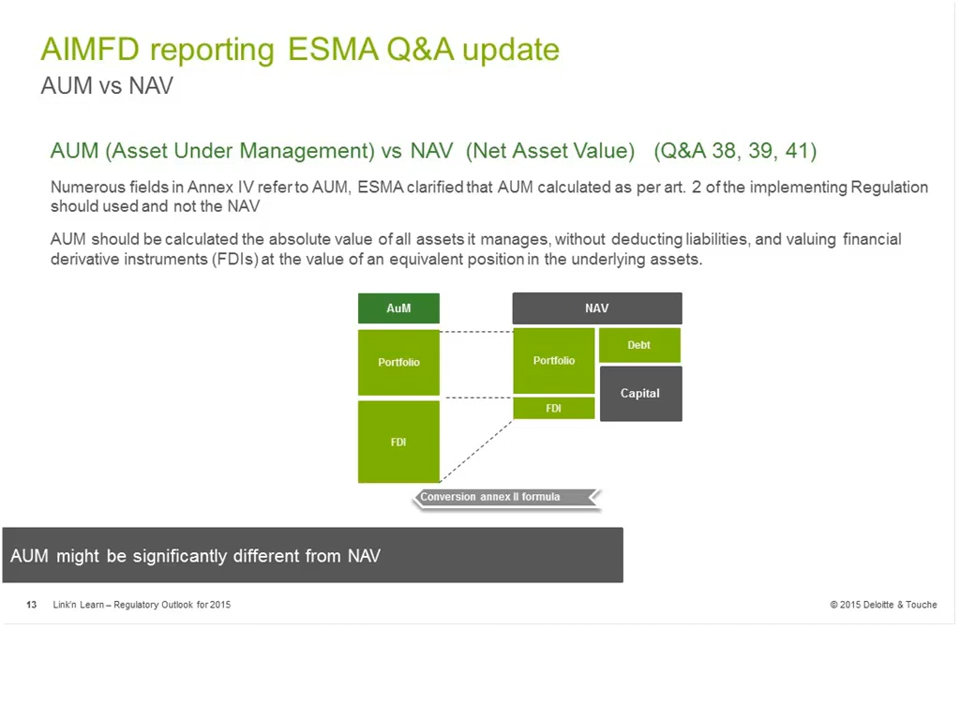 AIMFD reporting ESMA Q&A update
AUM vs NAV
AUM (Asset Under Management) vs NAV (Net Asset Value) (Q&A 38, 39, 41)
Numerous fields in Annex IV refer to AUM, ESMA clarified that AUM calculated as per art. 2 of the implementing Regulation
should used and not the NAV
AUM should be calculated the absolute value of all assets it manages, without deducting liabilities, and valuing financial
derivative instruments (FDIs) at the value of an equivalent position in the underlying assets.
AuM
NAV
Portfolio
Portfolio
Debt
Capital
FDI
FDI
Conversion annex II formula
AUM might be significantly different from NAV
13 Link'n Learn – Regulatory Outlook for 2015
© 2015 Deloitte & Touche